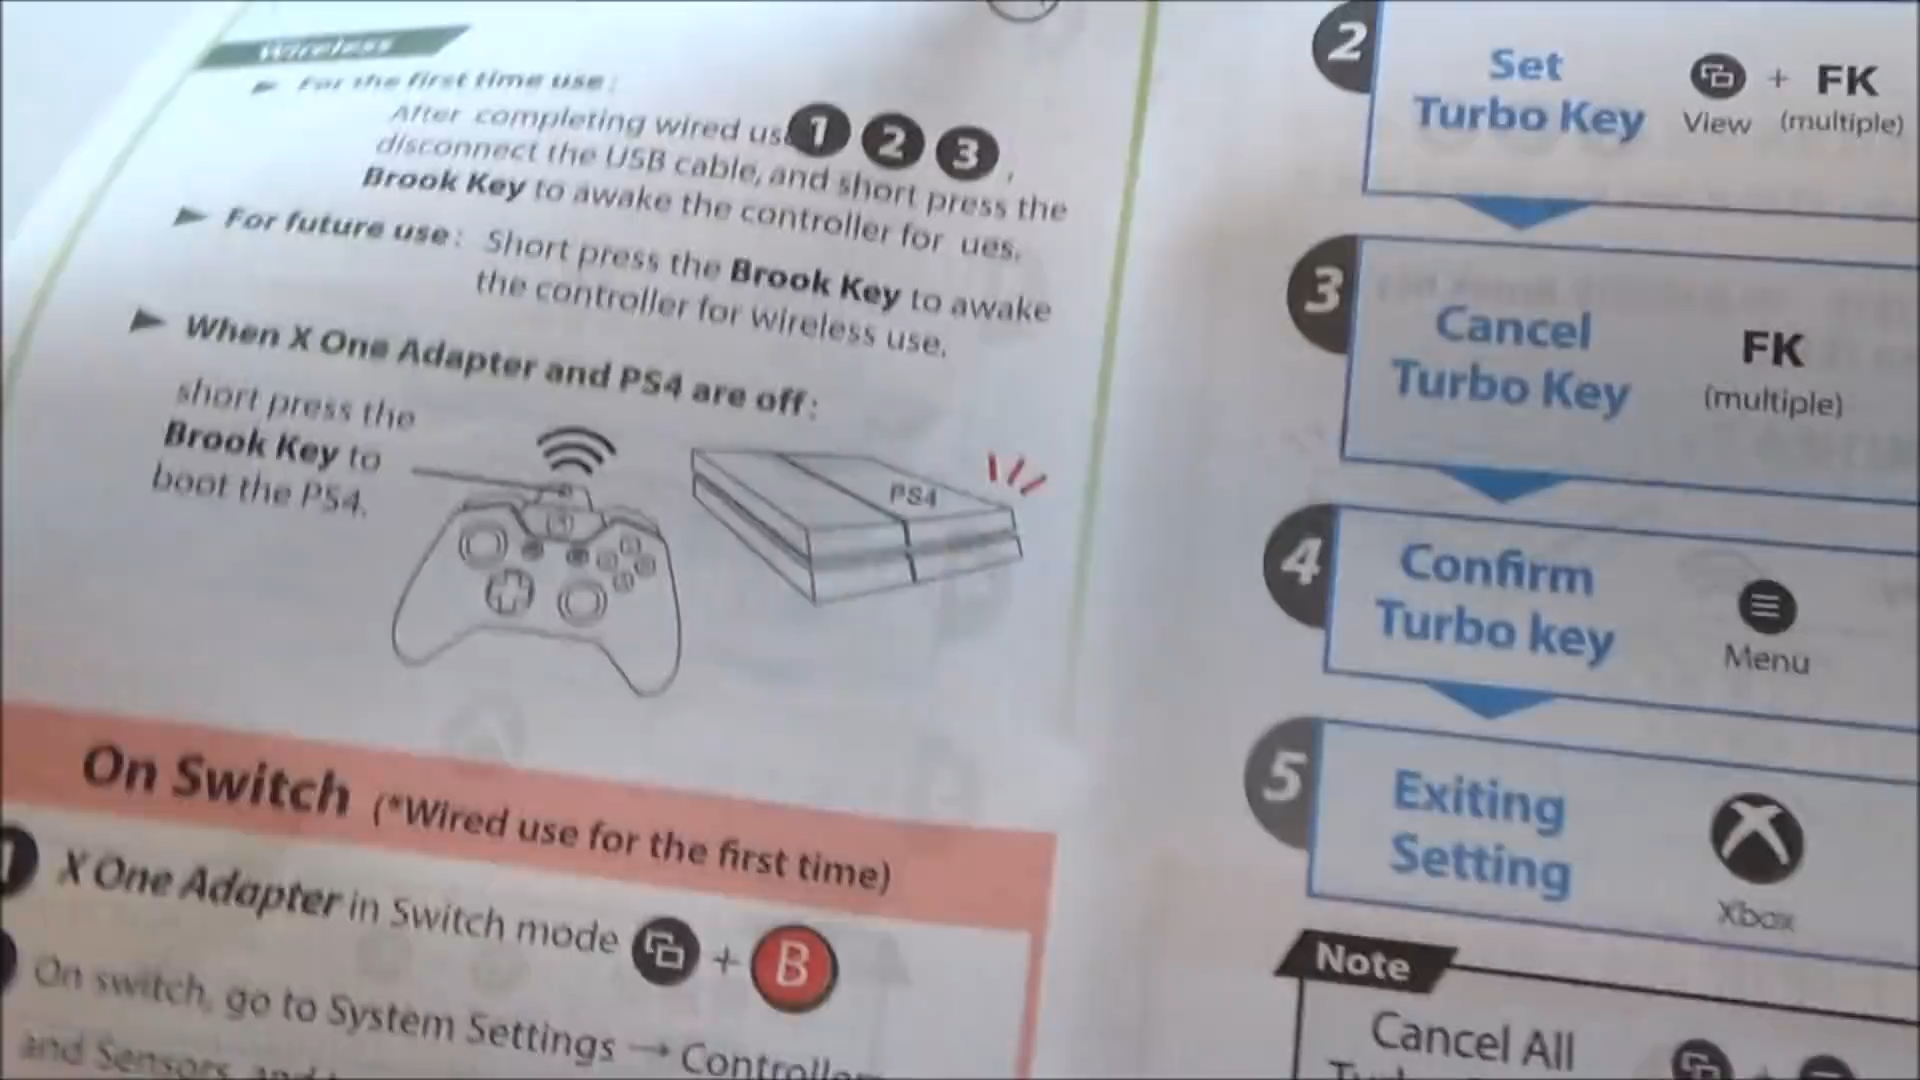 Wireless
For the first time use:
After completing wired us 1 2 3,
disconnect the USB cable, and short press the
Brook Key to awake the controller for ues.
For future use: Short press the Brook Key to awake
the controller for wireless use.
When X One Adapter and PS4 are off:
short press the
Brook Key to
boot the PS4.
PS4
On Switch (*Wired use for the first time)
1 X One Adapter in Switch mode + B
On switch, go to System Settings → Controller
and Sensors, and
2
Set
Turbo Key
+ FK
View (multiple)
3
Cancel
Turbo Key
FK
(multiple)
4
Confirm
Turbo key
Menu
5
Exiting
Setting
Xbox
Note
Cancel All
+